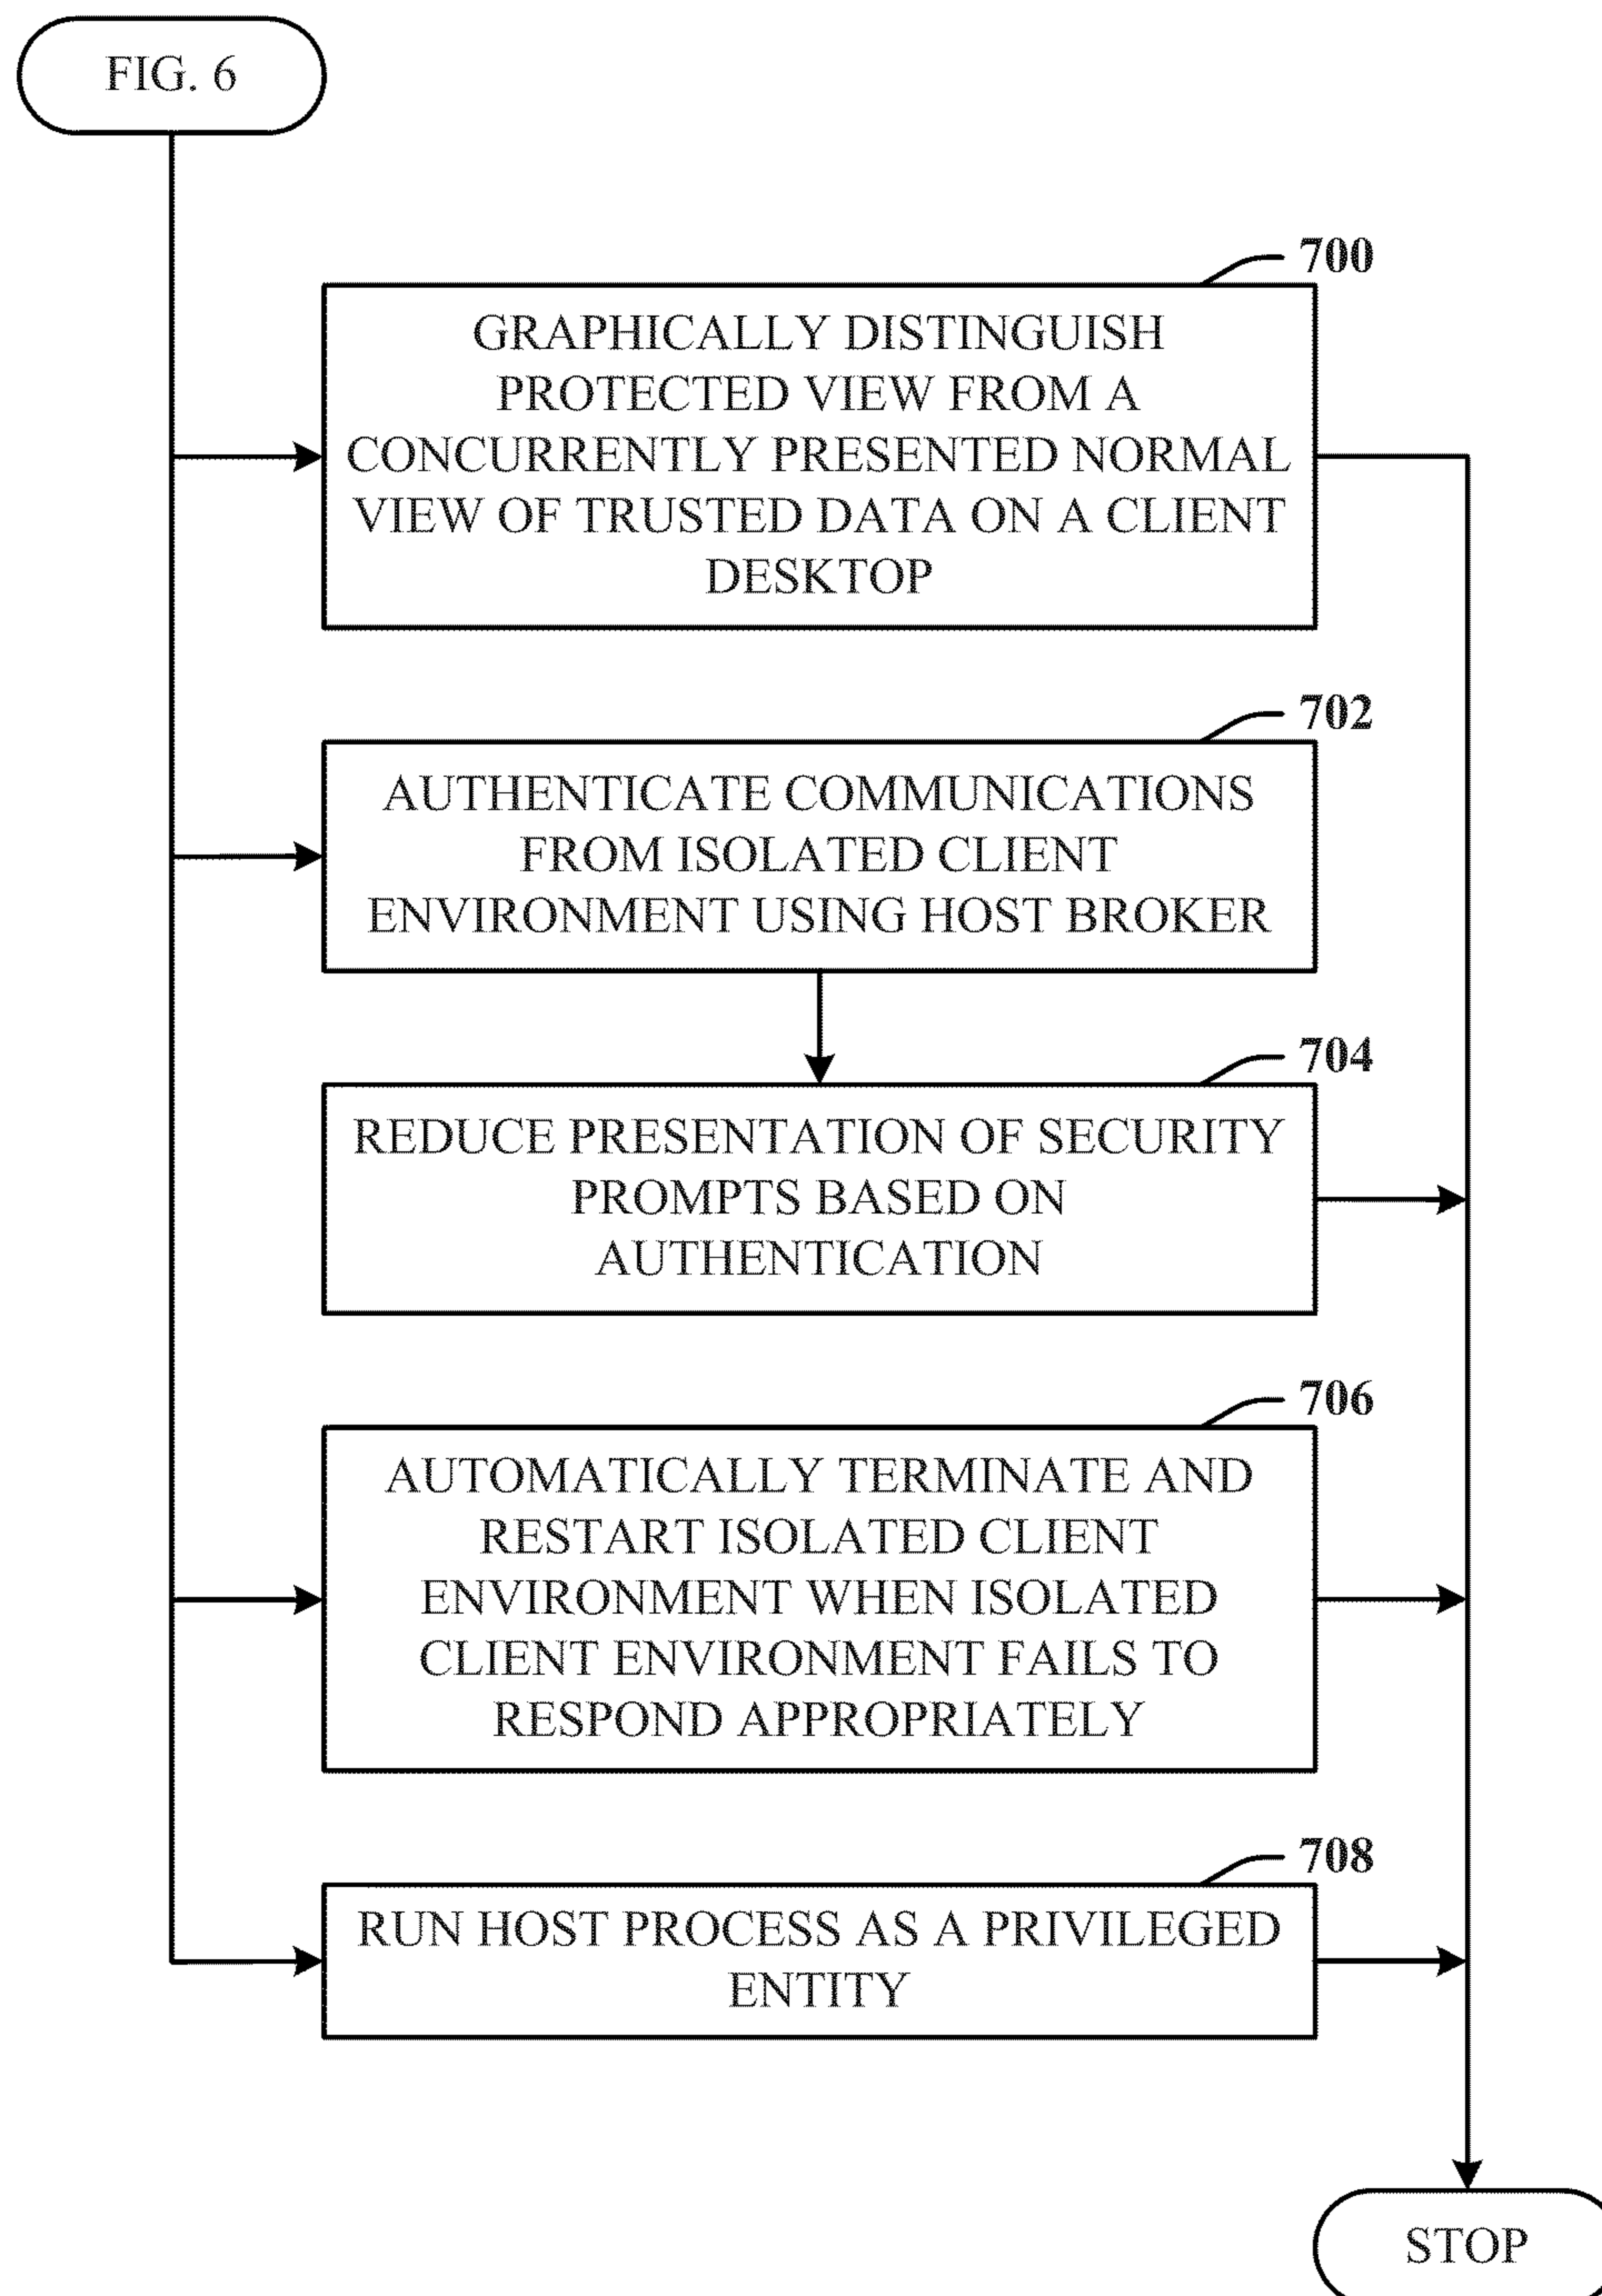 FIG. 6
700
GRAPHICALLY DISTINGUISH
PROTECTED VIEW FROM A
CONCURRENTLY PRESENTED NORMAL
VIEW OF TRUSTED DATA ON A CLIENT
DESKTOP
702
AUTHENTICATE COMMUNICATIONS
FROM ISOLATED CLIENT
ENVIRONMENT USING HOST BROKER
704
REDUCE PRESENTATION OF SECURITY
PROMPTS BASED ON
AUTHENTICATION
706
AUTOMATICALLY TERMINATE AND
RESTART ISOLATED CLIENT
ENVIRONMENT WHEN ISOLATED
CLIENT ENVIRONMENT FAILS TO
RESPOND APPROPRIATELY
708
RUN HOST PROCESS AS A PRIVILEGED
ENTITY
STOP